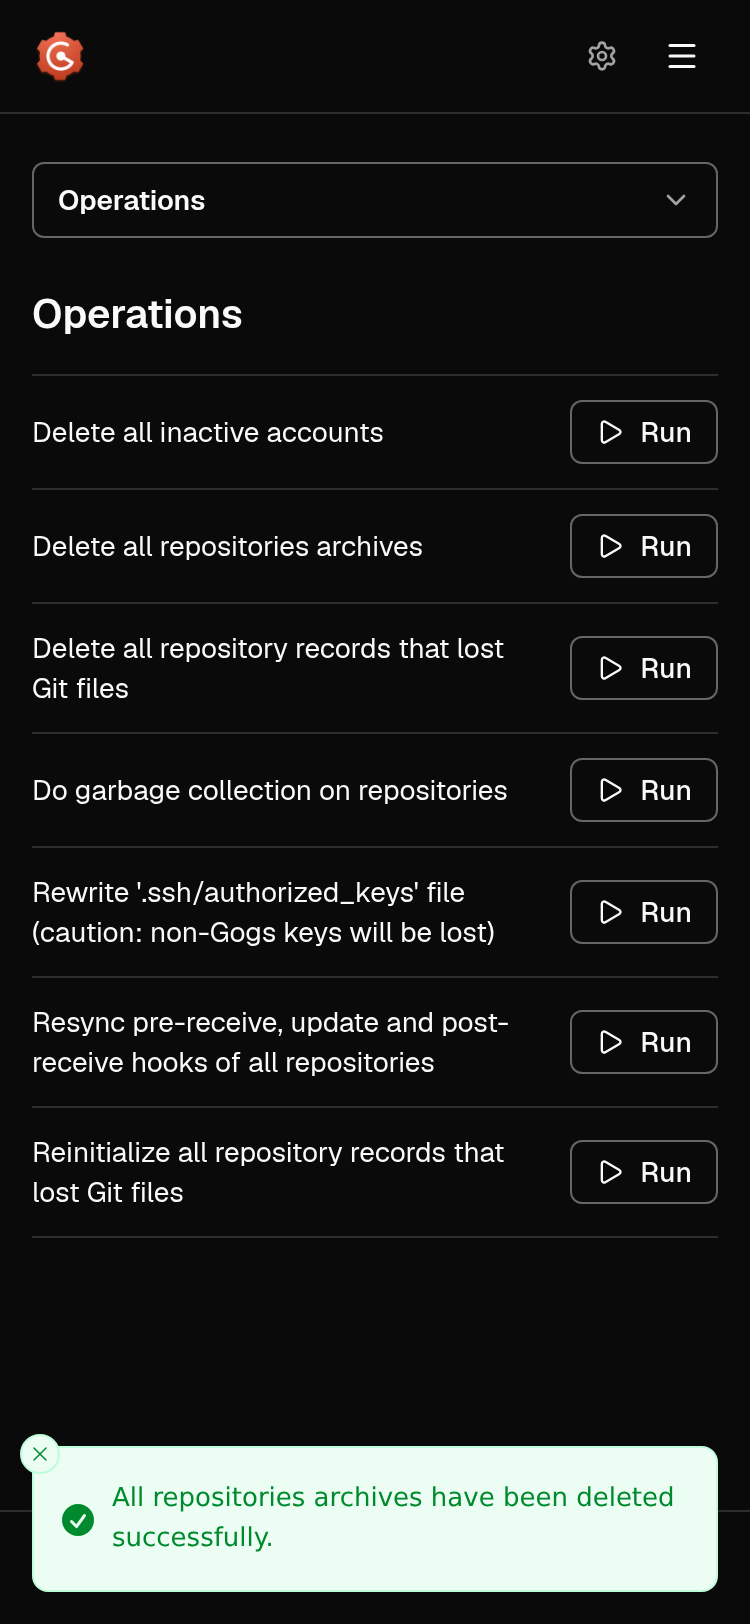 Operations
Operations
Delete all inactive accounts
Run
Delete all repositories archives
Run
Delete all repository records that lost
Git files
Run
Do garbage collection on repositories
Run
Rewrite '.ssh/authorized_keys' file
(caution: non-Gogs keys will be lost)
Run
Resync pre-receive, update and post-
receive hooks of all repositories
Run
Reinitialize all repository records that
lost Git files
Run
All repositories archives have been deleted
successfully.